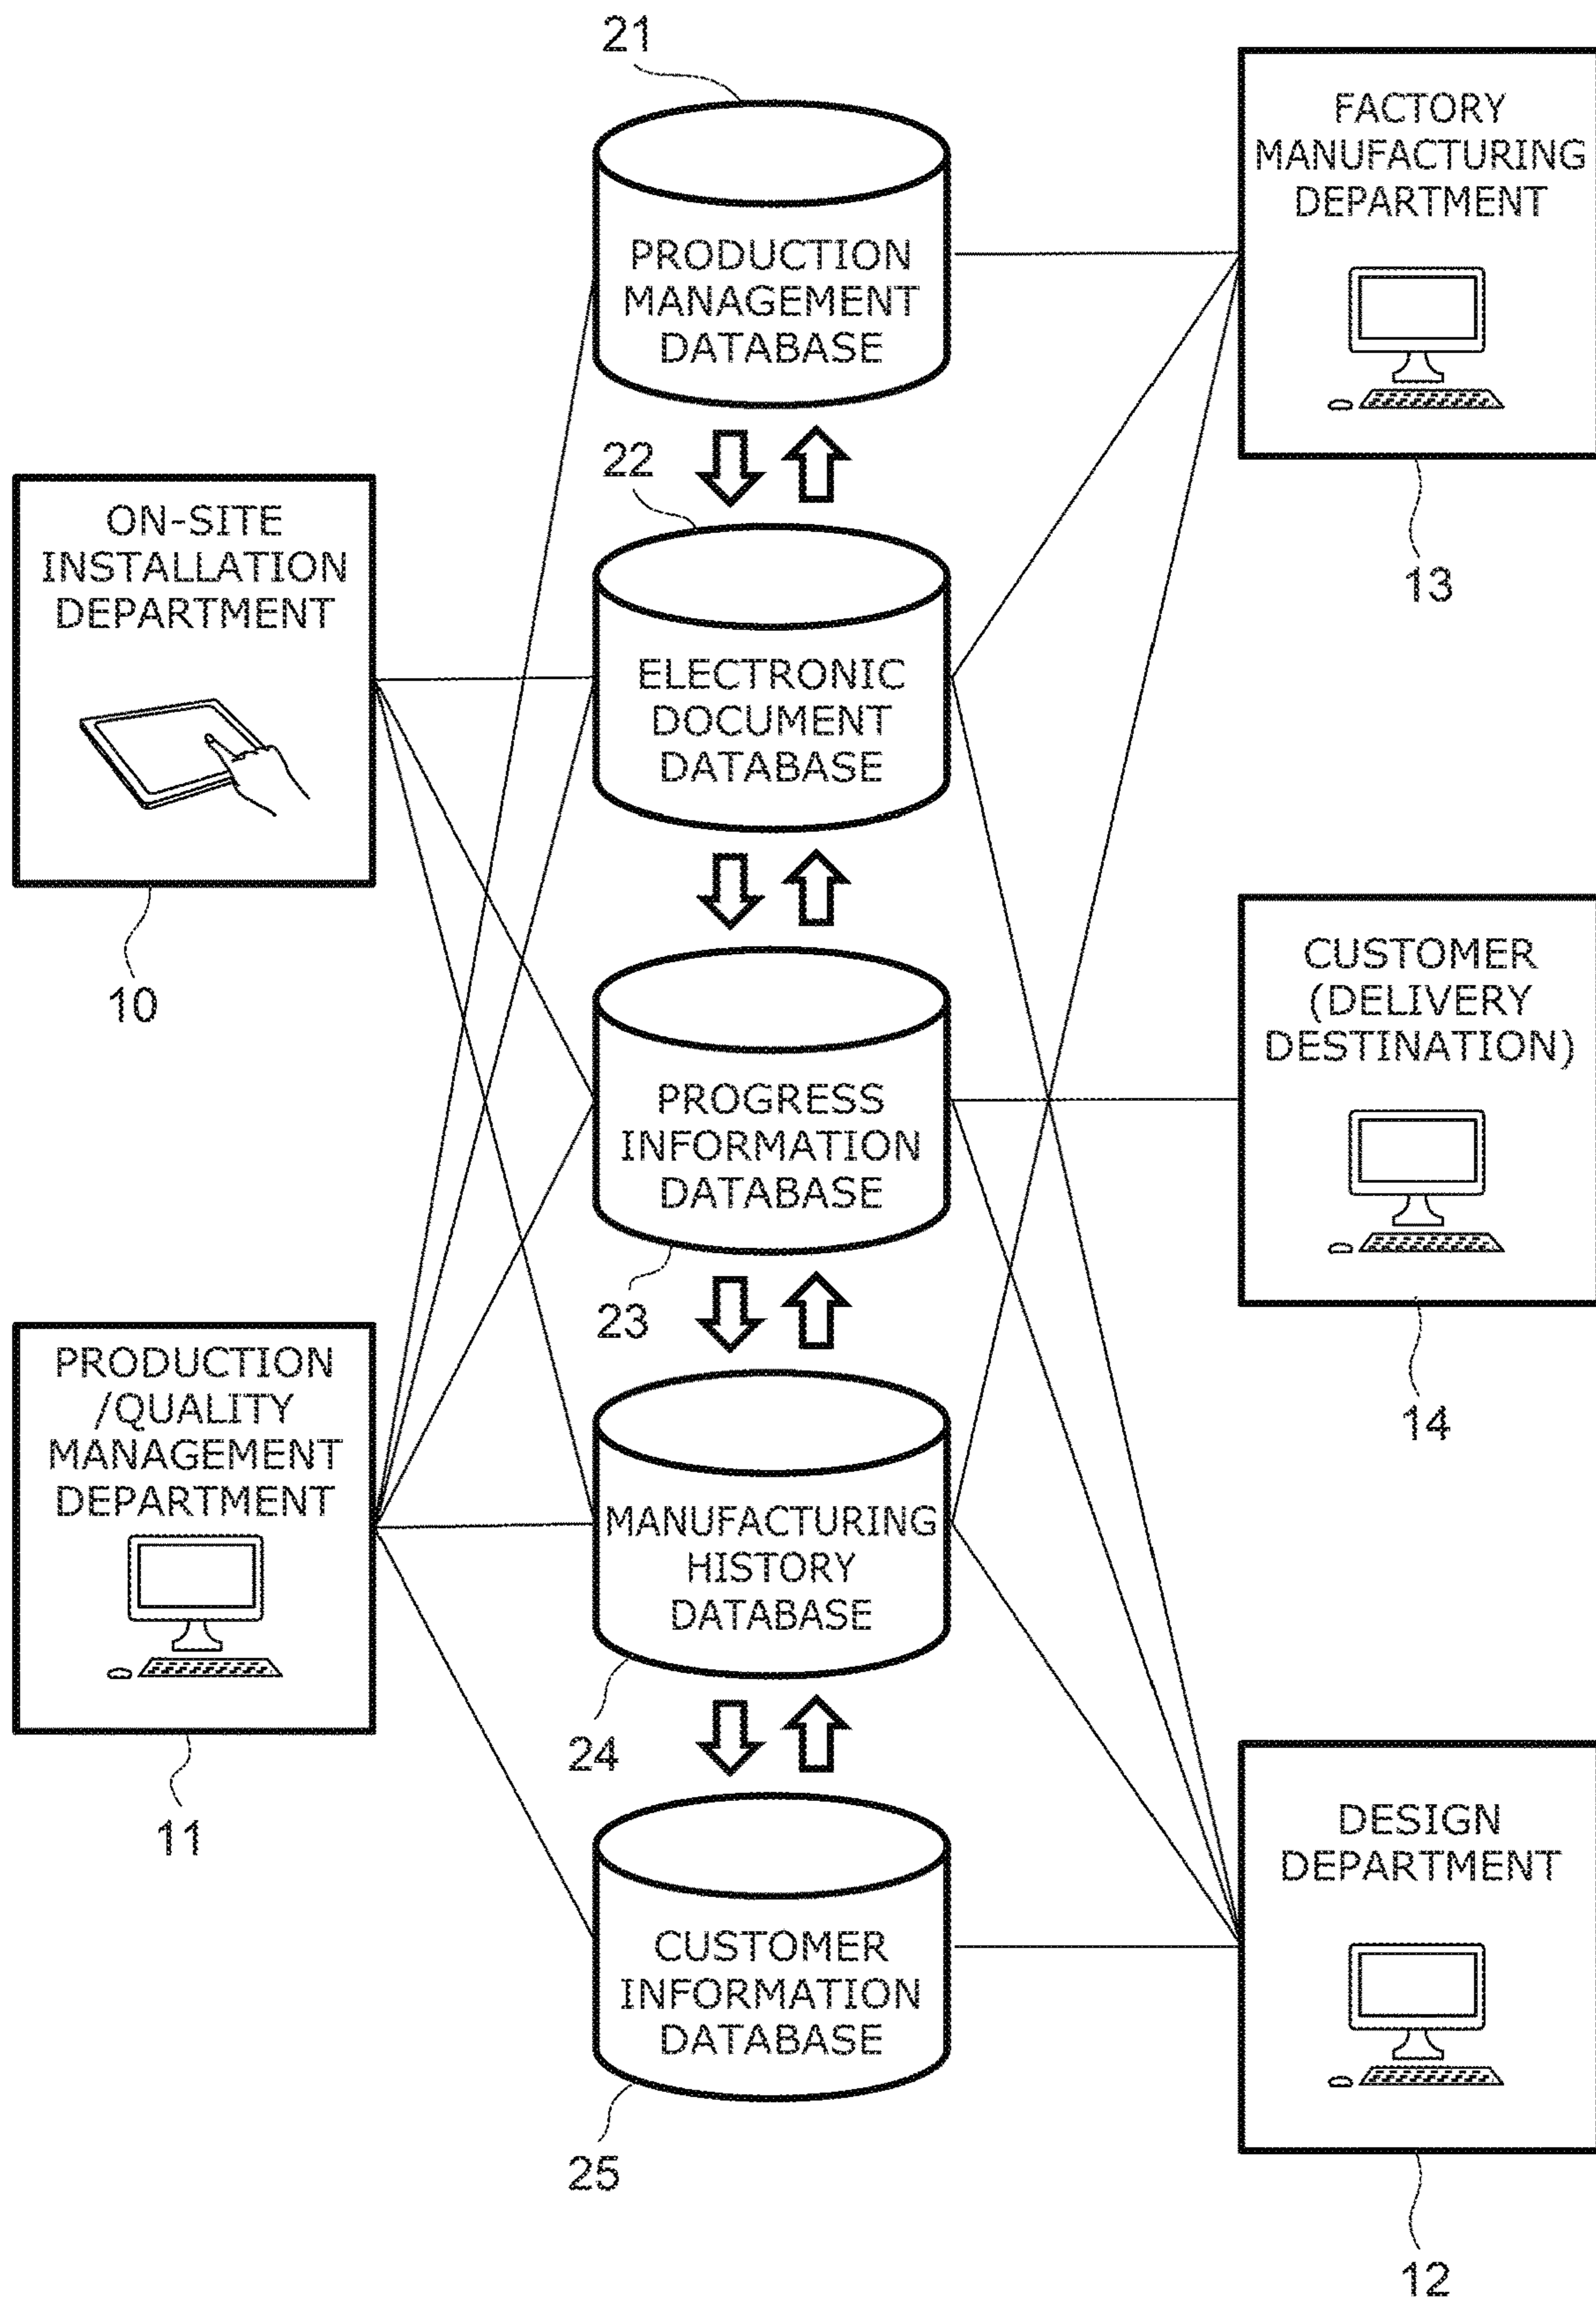 21
PRODUCTION
MANAGEMENT
DATABASE
FACTORY
MANUFACTURING
DEPARTMENT
13
22
ON-SITE
INSTALLATION
DEPARTMENT
10
ELECTRONIC
DOCUMENT
DATABASE
CUSTOMER
(DELIVERY
DESTINATION)
14
PROGRESS
INFORMATION
DATABASE
23
PRODUCTION
/QUALITY
MANAGEMENT
DEPARTMENT
11
MANUFACTURING
HISTORY
DATABASE
24
DESIGN
DEPARTMENT
12
CUSTOMER
INFORMATION
DATABASE
25